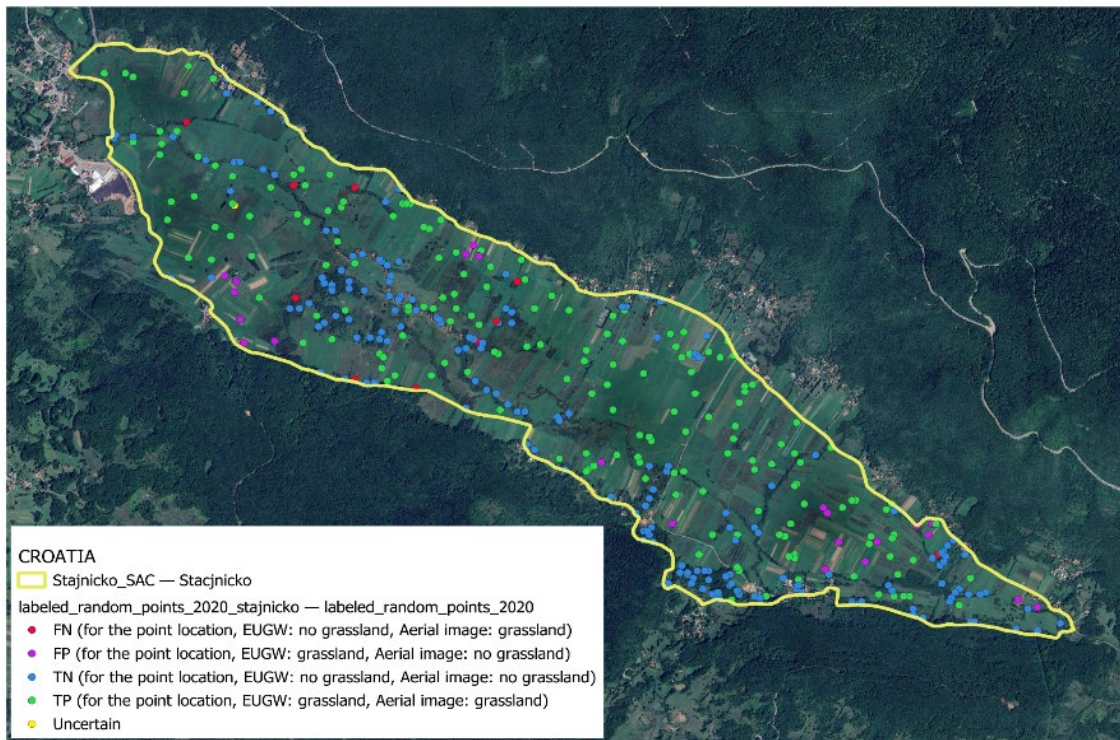 CROATIA
Stajnicko_SAC — Stacjnicko
labeled_random_points_2020_stajnicko — labeled_random_points_2020
FN (for the point location, EUGW: no grassland, Aerial image: grassland)
FP (for the point location, EUGW: grassland, Aerial image: no grassland)
TN (for the point location, EUGW: no grassland, Aerial image: no grassland)
TP (for the point location, EUGW: grassland, Aerial image: grassland)
Uncertain